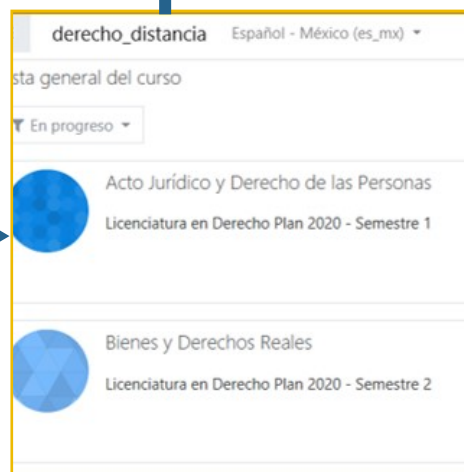 derecho_distancia Español - México (es_mx)
sta general del curso
En progreso
Acto Jurídico y Derecho de las Personas
Licenciatura en Derecho Plan 2020 - Semestre 1
Bienes y Derechos Reales
Licenciatura en Derecho Plan 2020 - Semestre 2